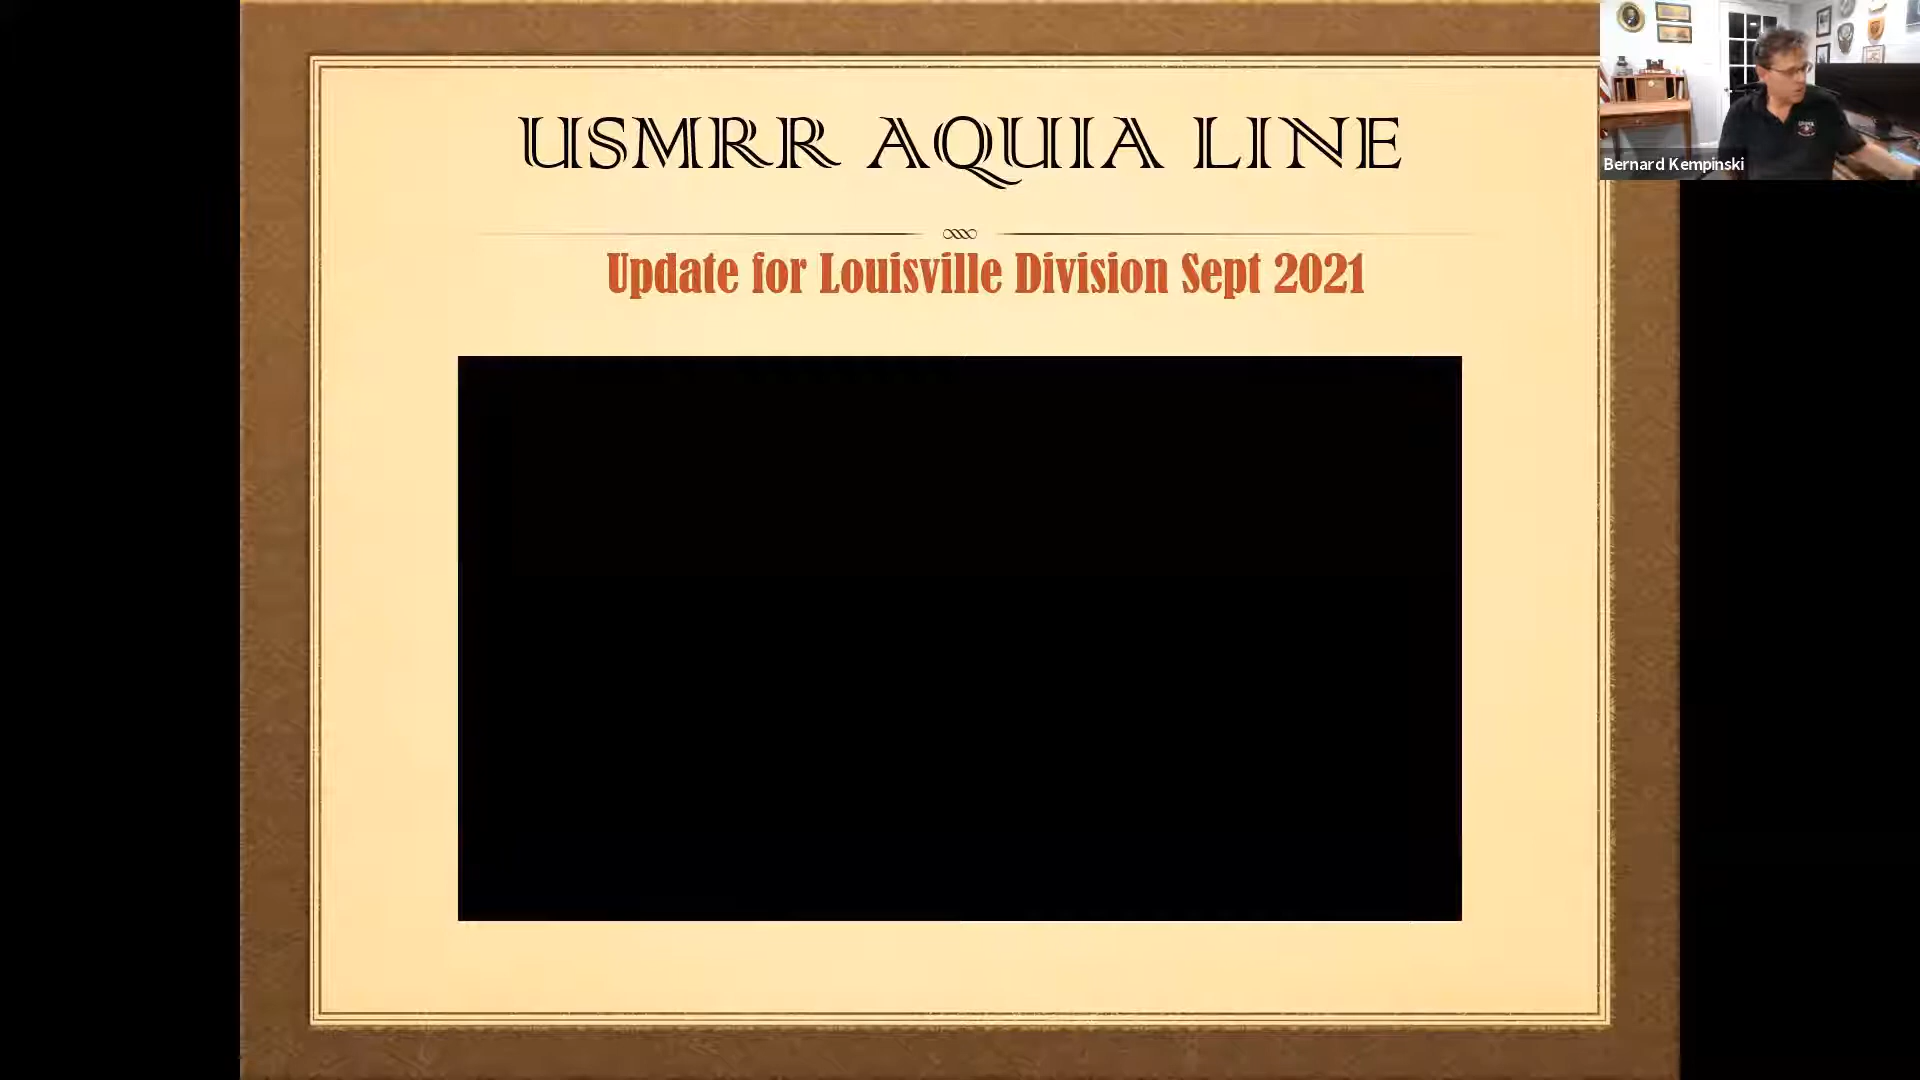 USMRR AQUIA LINE
Update for Louisville Division Sept 2021
Bernard Kempinski